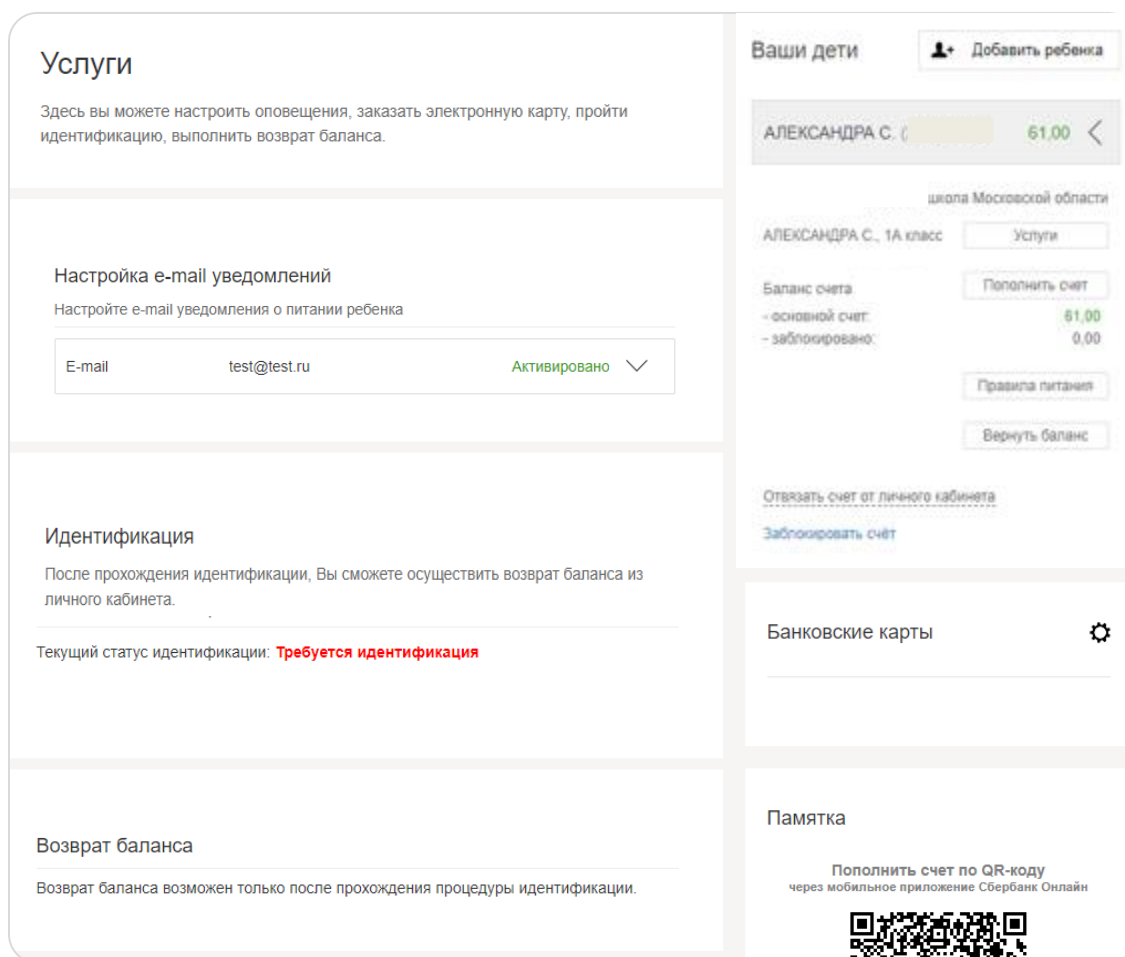 Услуги
Здесь вы можете настроить оповещения, заказать электронную карту, пройти
идентификацию, выполнить возврат баланса.
Настройка e-mail уведомлений
Настройте e-mail уведомления о питании ребенка
E-mail test@test.ru Активировано
Идентификация
После прохождения идентификации, Вы сможете осуществить возврат баланса из
личного кабинета.
Текущий статус идентификации: Требуется идентификация
Возврат баланса
Возврат баланса возможен только после прохождения процедуры идентификации.
Ваши дети Добавить ребенка
АЛЕКСАНДРА С. ( 61,00
школа Московской области
АЛЕКСАНДРА С., 1А класс Услуги
Баланс счета Пополнить счет
- основной счет: 61,00
- заблокировано: 0,00
Правила питания
Вернуть баланс
Отвязать счет от личного кабинета
Заблокировать счёт
Банковские карты
Памятка
Пополнить счет по QR-коду
через мобильное приложение Сбербанк Онлайн